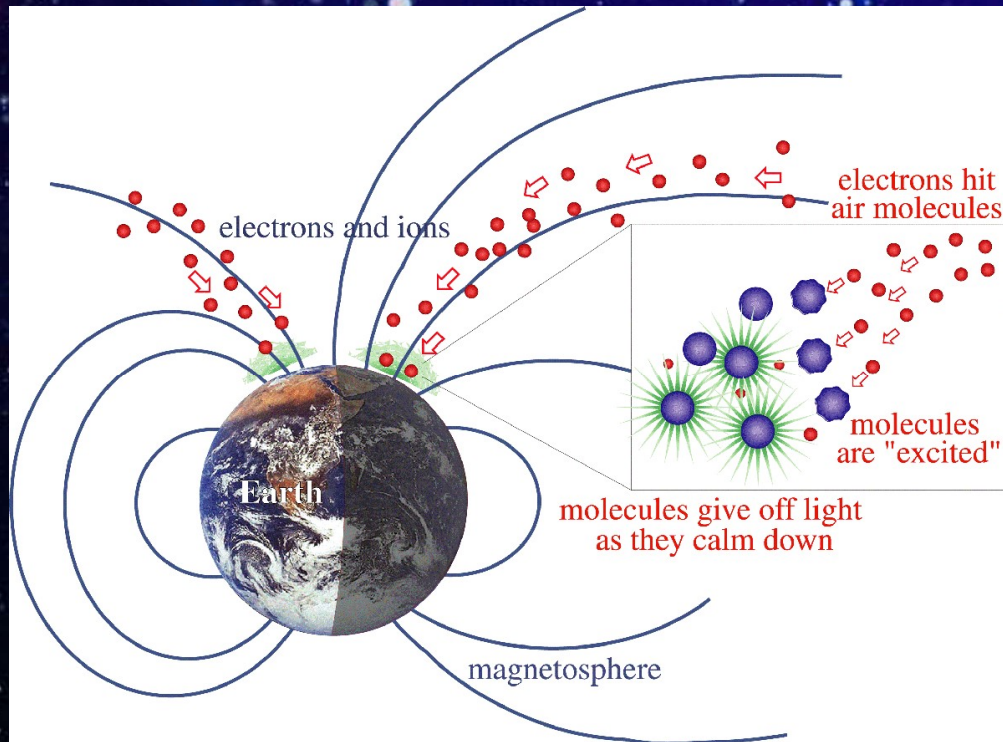 electrons and ions
electrons hit
air molecules
molecules
are "excited"
Earth
molecules give off light
as they calm down
magnetosphere